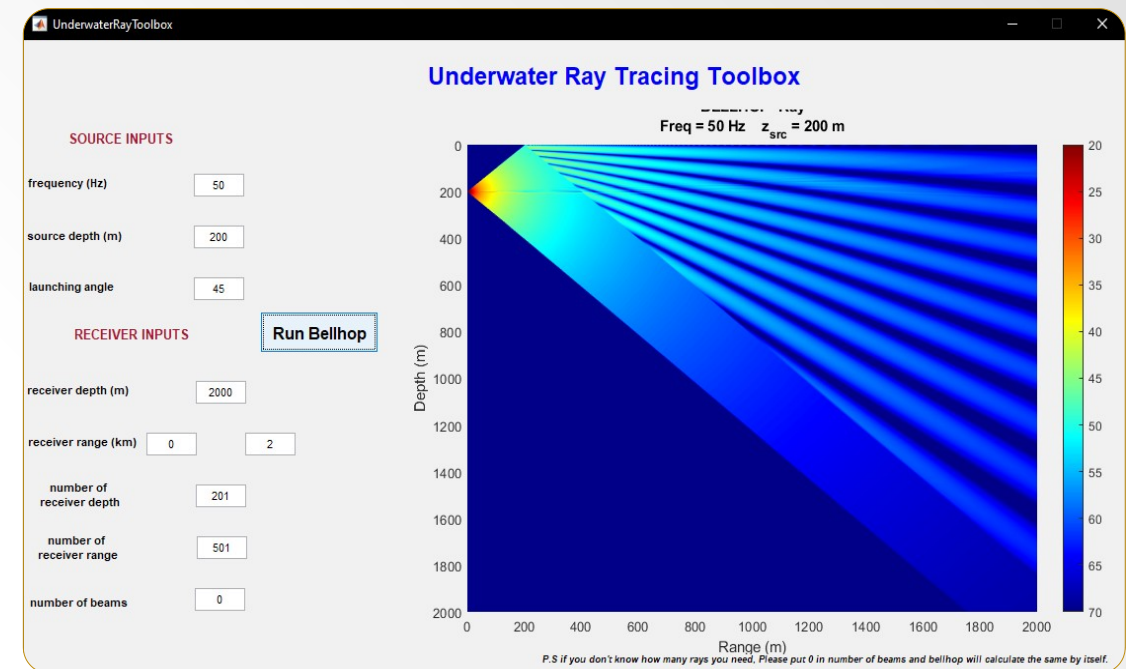 UnderwaterRayToolbox
Underwater Ray Tracing Toolbox
SOURCE INPUTS
frequency (Hz) 50
source depth (m) 200
launching angle 45
RECEIVER INPUTS
Run Bellhop
receiver depth (m) 2000
receiver range (km) 0 2
number of
receiver depth 201
number of
receiver range 501
number of beams 0
Freq = 50 Hz z_src = 200 m
Depth (m)
0
200
400
600
800
1000
1200
1400
1600
1800
2000
0 200 400 600 800 1000 1200 1400 1600 1800 2000
Range (m)
20
25
30
35
40
45
50
55
60
65
70
P.S if you don't know how many rays you need, Please put 0 in number of beams and bellhop will calculate the same by itself.